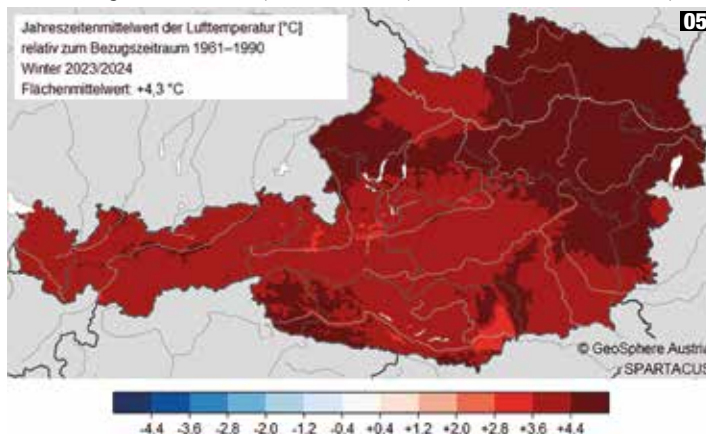 Jahreszeitenmittelwert der Lufttemperatur [°C]
relativ zum Bezugszeitraum 1961–1990
Winter 2023/2024
Flächenmittelwert: +4,3 °C
05
© GeoSphere Austria
SPARTACUS
-4.4 -3.6 -2.8 -2.0 -1.2 -0.4 +0.4 +1.2 +2.0 +2.8 +3.6 +4.4